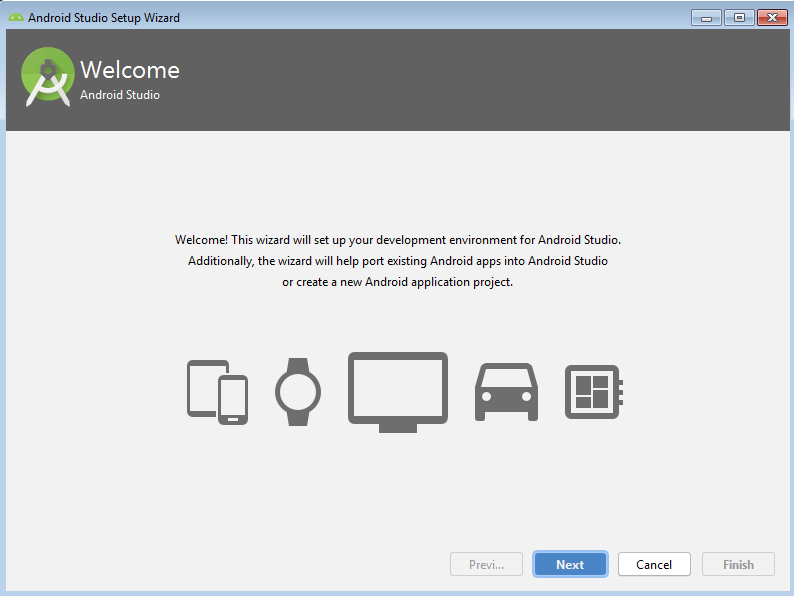 Android Studio Setup Wizard
Welcome
Android Studio
Welcome! This wizard will set up your development environment for Android Studio.
Additionally, the wizard will help port existing Android apps into Android Studio
or create a new Android application project.
Previ... Next Cancel Finish